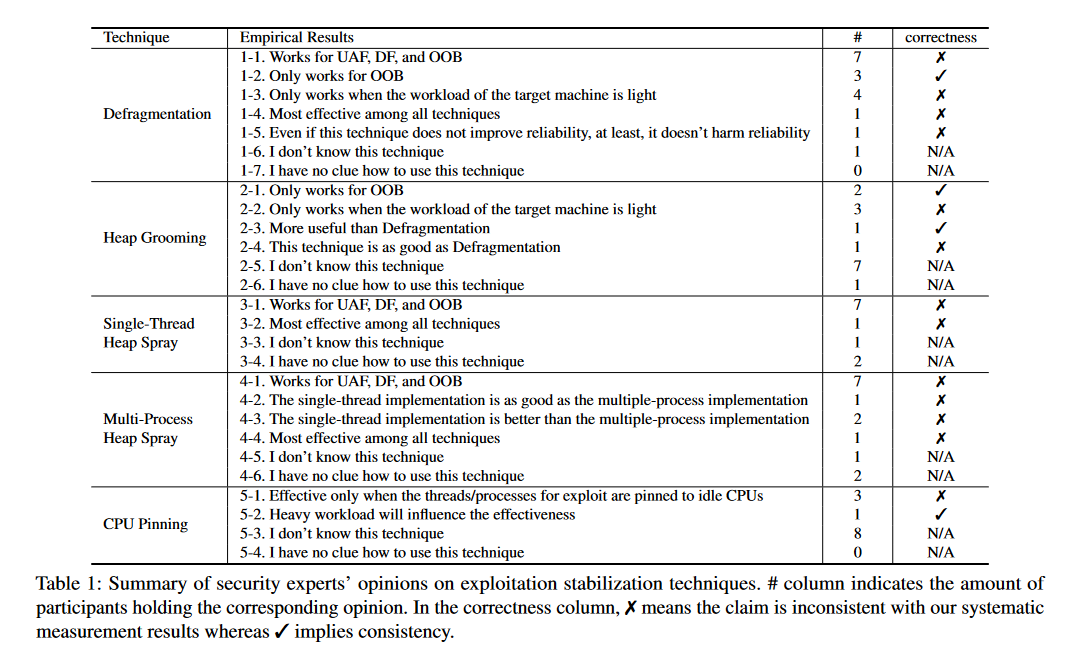 Technique Empirical Results # correctness
1-1. Works for UAF, DF, and OOB 7 ✗
1-2. Only works for OOB 3 ✓
1-3. Only works when the workload of the target machine is light 4 ✗
Defragmentation 1-4. Most effective among all techniques 1 ✗
1-5. Even if this technique does not improve reliability, at least, it doesn't harm reliability 1 ✗
1-6. I don't know this technique 1 N/A
1-7. I have no clue how to use this technique 0 N/A
2-1. Only works for OOB 2 ✓
2-2. Only works when the workload of the target machine is light 3 ✗
Heap Grooming 2-3. More useful than Defragmentation 1 ✓
2-4. This technique is as good as Defragmentation 1 ✗
2-5. I don't know this technique 7 N/A
2-6. I have no clue how to use this technique 1 N/A
3-1. Works for UAF, DF, and OOB 7 ✗
Single-Thread 3-2. Most effective among all techniques 1 ✗
Heap Spray 3-3. I don't know this technique 1 N/A
3-4. I have no clue how to use this technique 2 N/A
4-1. Works for UAF, DF, and OOB 7 ✗
4-2. The single-thread implementation is as good as the multiple-process implementation 1 ✗
Multi-Process 4-3. The single-thread implementation is better than the multiple-process implementation 2 ✗
Heap Spray 4-4. Most effective among all techniques 1 ✗
4-5. I don't know this technique 1 N/A
4-6. I have no clue how to use this technique 2 N/A
5-1. Effective only when the threads/processes for exploit are pinned to idle CPUs 3 ✗
CPU Pinning 5-2. Heavy workload will influence the effectiveness 1 ✓
5-3. I don't know this technique 8 N/A
5-4. I have no clue how to use this technique 0 N/A
Table 1: Summary of security experts' opinions on exploitation stabilization techniques. # column indicates the amount of
participants holding the corresponding opinion. In the correctness column, ✗ means the claim is inconsistent with our systematic
measurement results whereas ✓ implies consistency.